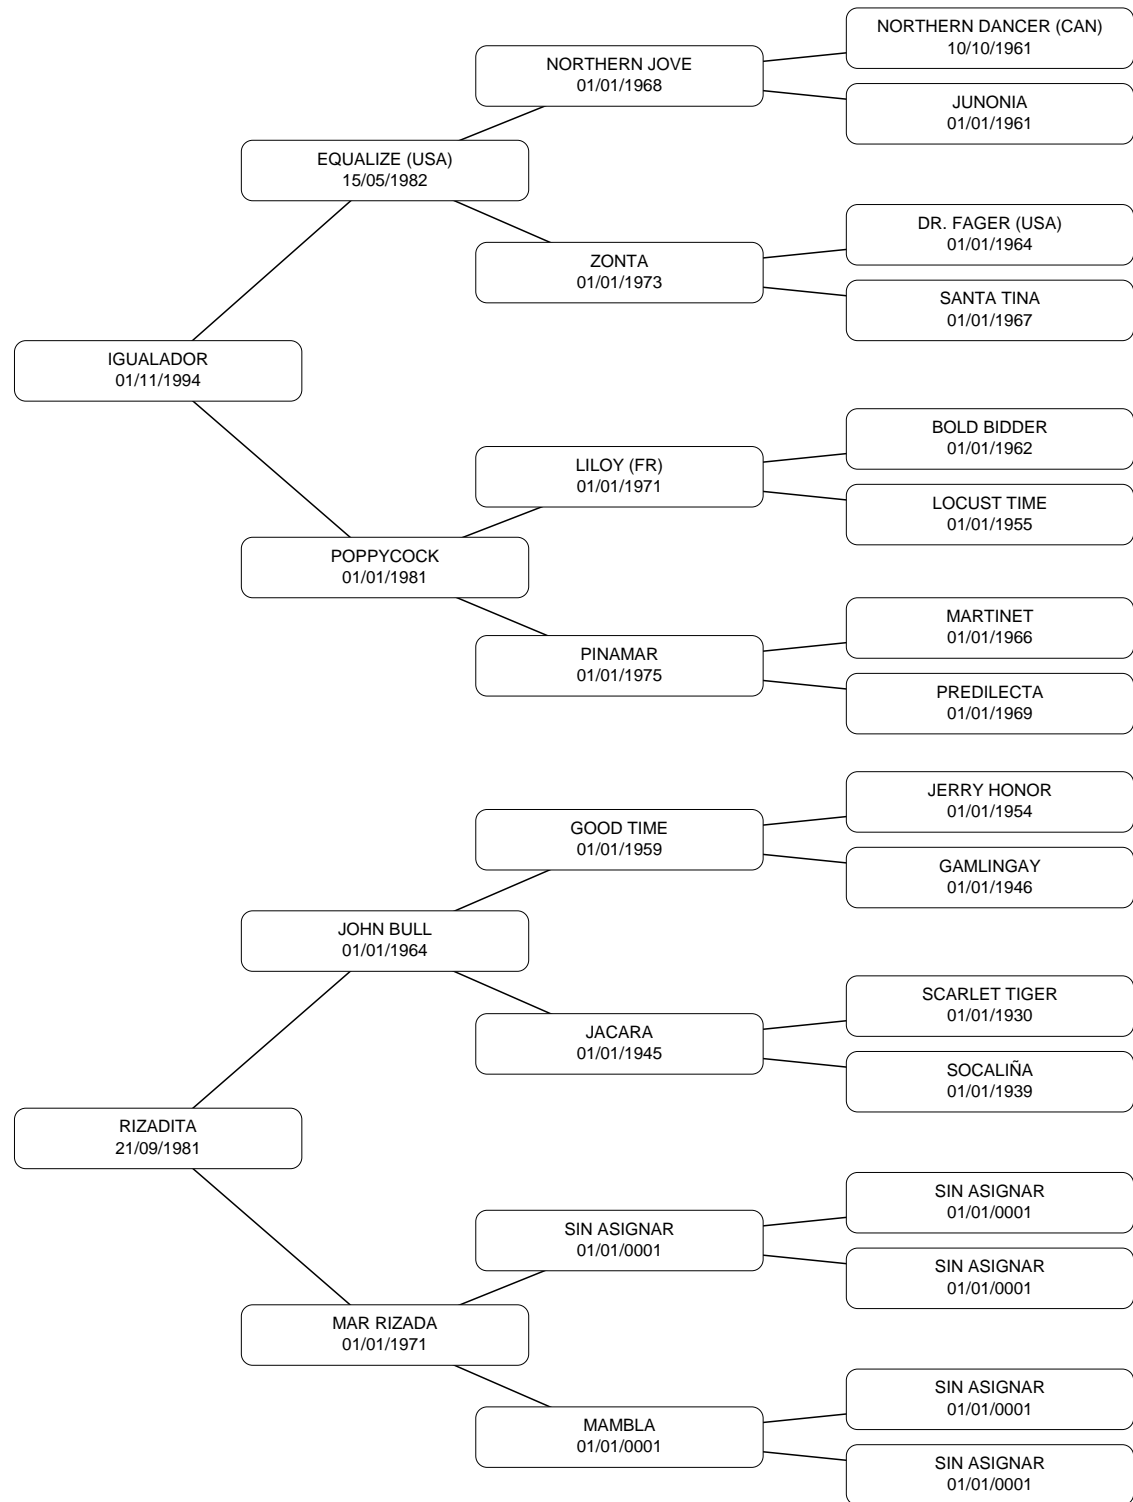 NORTHERN DANCER (CAN)
10/10/1961
NORTHERN JOVE
01/01/1968
JUNONIA
01/01/1961
EQUALIZE (USA)
15/05/1982
DR. FAGER (USA)
01/01/1964
ZONTA
01/01/1973
SANTA TINA
01/01/1967
IGUALADOR
01/11/1994
BOLD BIDDER
01/01/1962
LILOY (FR)
01/01/1971
LOCUST TIME
01/01/1955
POPPYCOCK
01/01/1981
MARTINET
01/01/1966
PINAMAR
01/01/1975
PREDILECTA
01/01/1969
JERRY HONOR
01/01/1954
GOOD TIME
01/01/1959
GAMLINGAY
01/01/1946
JOHN BULL
01/01/1964
SCARLET TIGER
01/01/1930
JACARA
01/01/1945
SOCALIÑA
01/01/1939
RIZADITA
21/09/1981
SIN ASIGNAR
01/01/0001
SIN ASIGNAR
01/01/0001
SIN ASIGNAR
01/01/0001
MAR RIZADA
01/01/1971
SIN ASIGNAR
01/01/0001
MAMBLA
01/01/0001
SIN ASIGNAR
01/01/0001